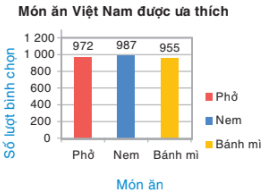 Món ăn Việt Nam được ưa thích
Số lượt bình chọn
1 200
1 000
800
600
400
200
0
972
987
955
Phở
Nem
Bánh mì
Món ăn
Phở
Nem
Bánh mì